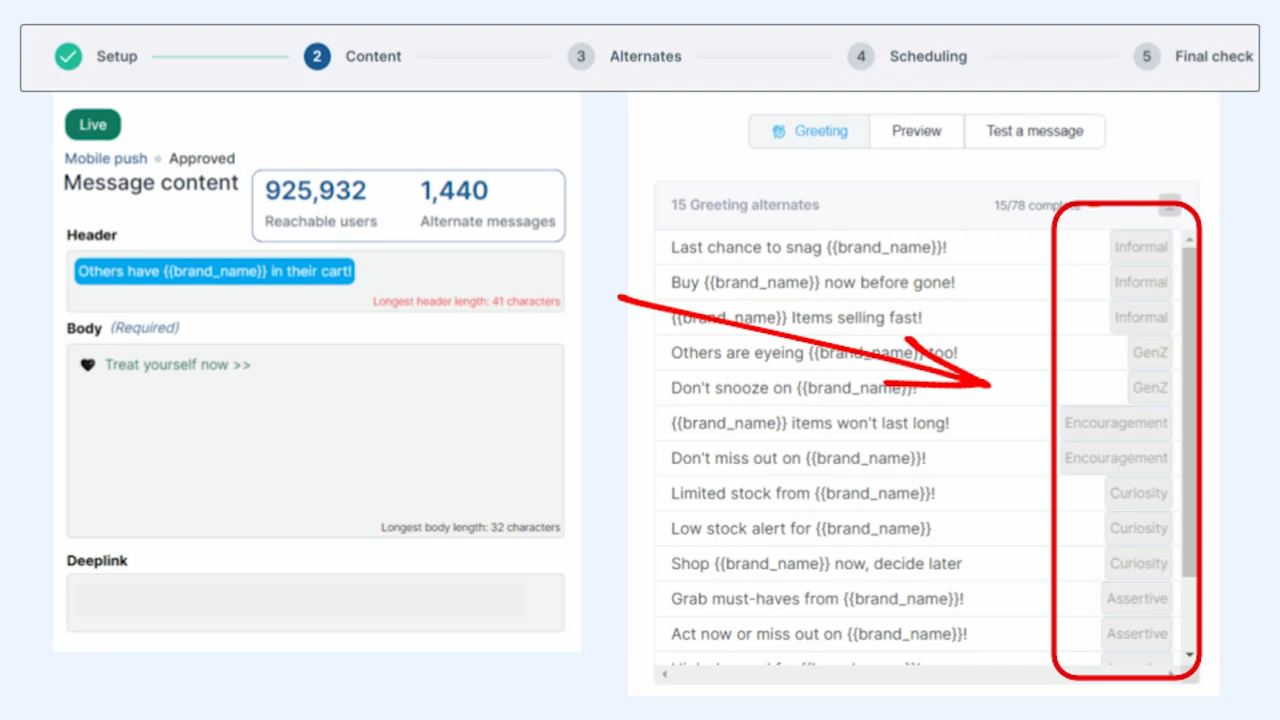 Setup
2 Content
3 Alternates
4 Scheduling
5 Final check
Live
Mobile push Approved
Message content
925,932 1,440
Reachable users Alternate messages
Header
Others have {{brand_name}} in their cart!
Longest header length: 41 characters
Body (Required)
Treat yourself now >>
Longest body length: 32 characters
Deeplink
Greeting Preview Test a message
15 Greeting alternates 15/78 complete
Last chance to snag {{brand_name}}! Informal
Buy {{brand_name}} now before gone! Informal
{{brand_name}} Items selling fast! Informal
Others are eyeing {{brand_name}} too! GenZ
Don't snooze on {{brand_name}}! GenZ
{{brand_name}} items won't last long! Encouragement
Don't miss out on {{brand_name}}! Encouragement
Limited stock from {{brand_name}}! Curiosity
Low stock alert for {{brand_name}} Curiosity
Shop {{brand_name}} now, decide later Curiosity
Grab must-haves from {{brand_name}}! Assertive
Act now or miss out on {{brand_name}}! Assertive